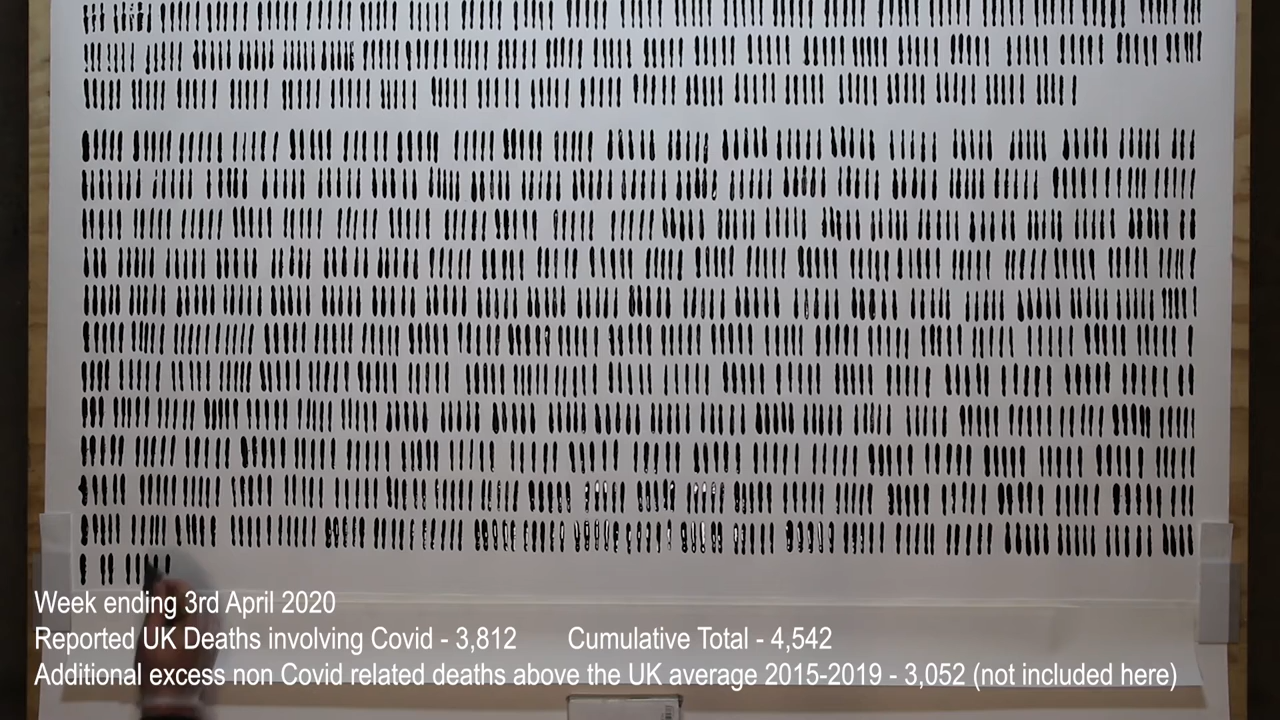 Week ending 3rd April 2020
Reported UK Deaths involving Covid - 3,812 Cumulative Total - 4,542
Additional excess non Covid related deaths above the UK average 2015-2019 - 3,052 (not included here)